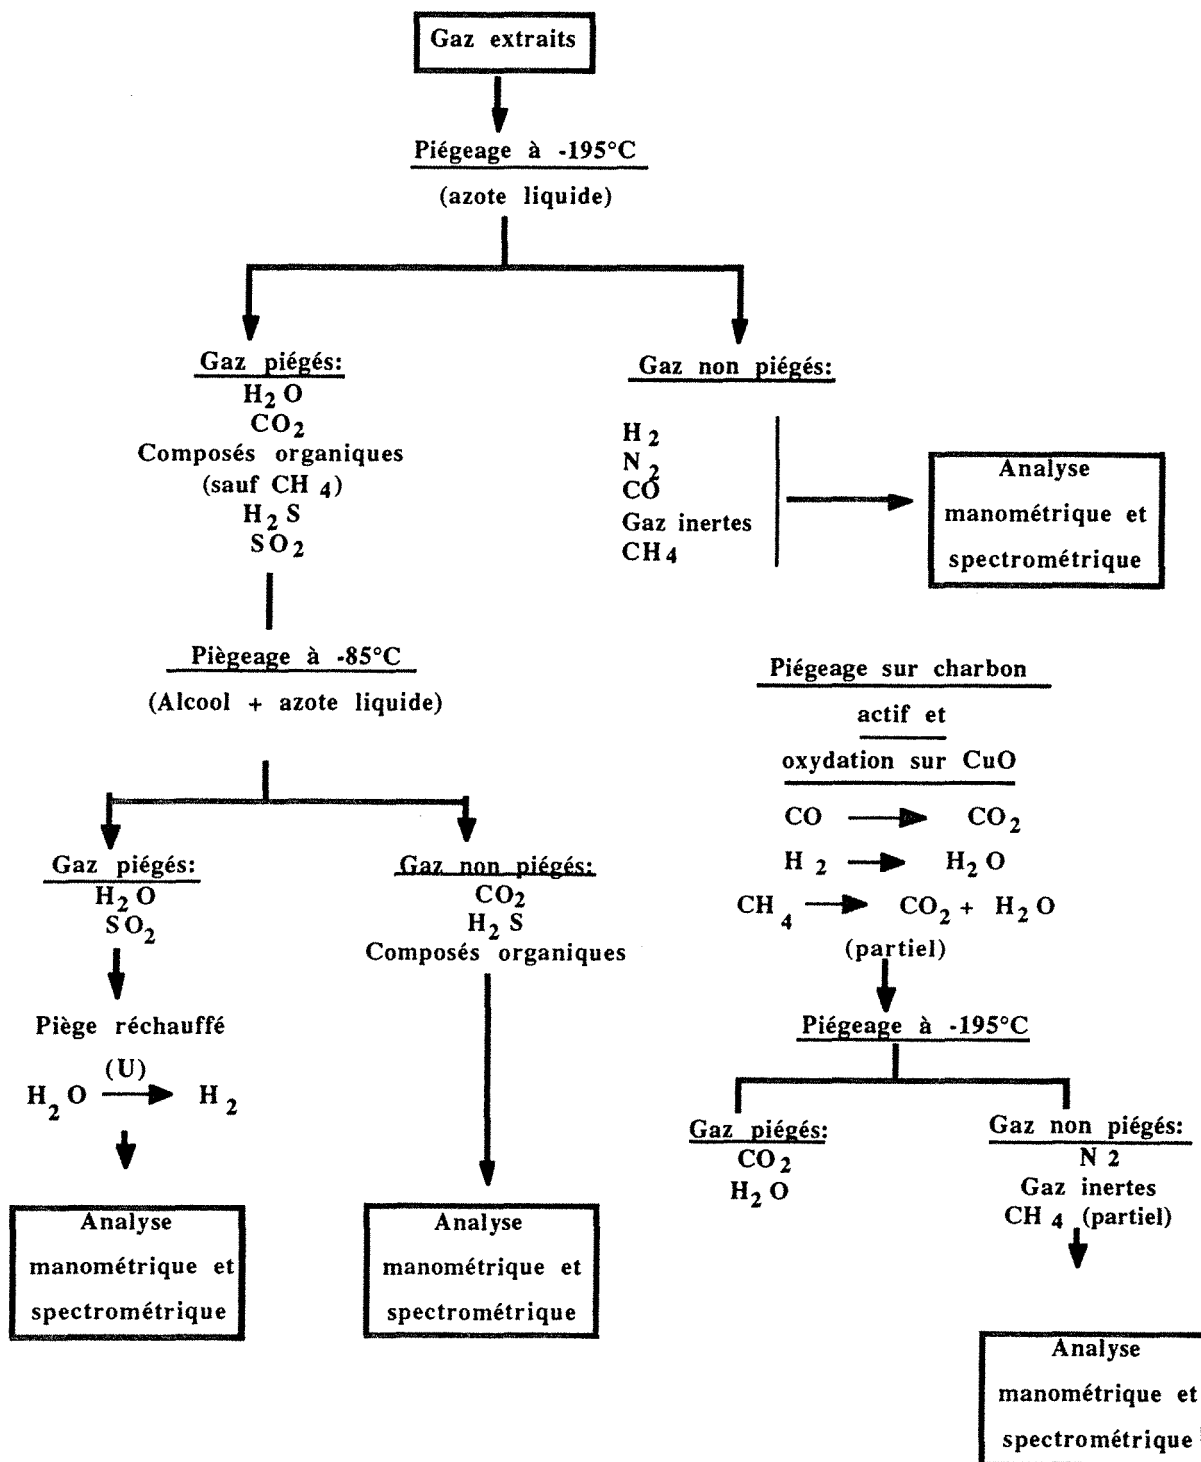 Gaz extraits
Piégeage à -195°C
(azote liquide)
Gaz piégés:
H2O
CO2
Composés organiques
(sauf CH4)
H2S
SO2
Gaz non piégés:
H2
N2
CO
Gaz inertes
CH4
Analyse
manométrique et
spectrométrique
Piègeage à -85°C
(Alcool + azote liquide)
Gaz piégés:
H2O
SO2
Piège réchauffé
(U)
H2O → H2
Analyse
manométrique et
spectrométrique
Gaz non piégés:
CO2
H2S
Composés organiques
Analyse
manométrique et
spectrométrique
Piégeage sur charbon
actif et
oxydation sur CuO
CO → CO2
H2 → H2O
CH4 → CO2 + H2O
(partiel)
Piégeage à -195°C
Gaz piégés:
CO2
H2O
Gaz non piégés:
N2
Gaz inertes
CH4 (partiel)
Analyse
manométrique et
spectrométrique